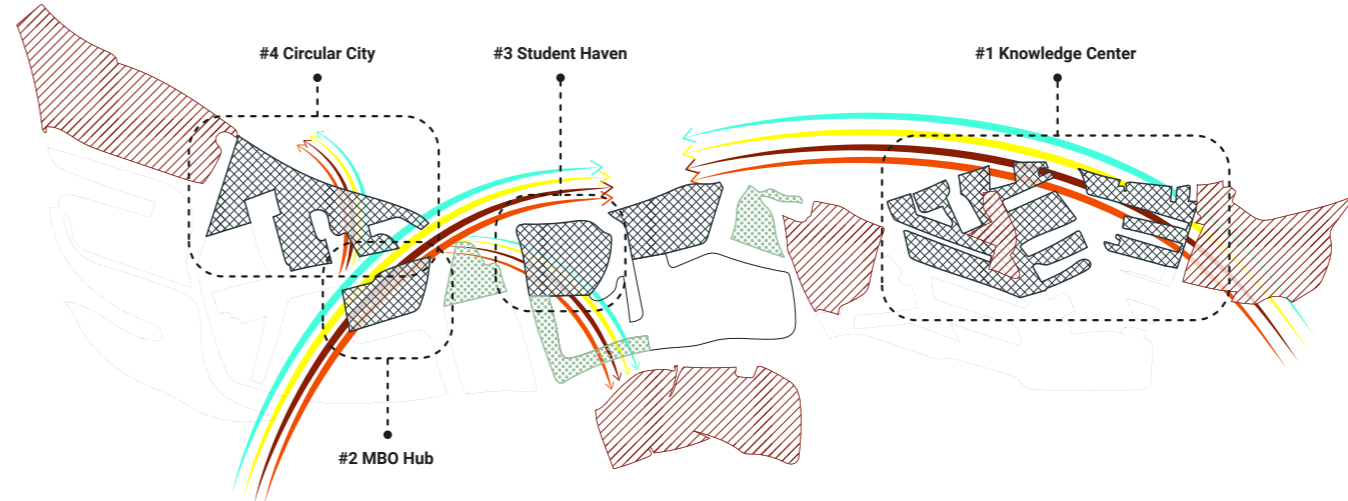 #4 Circular City
#3 Student Haven
#1 Knowledge Center
#2 MBO Hub